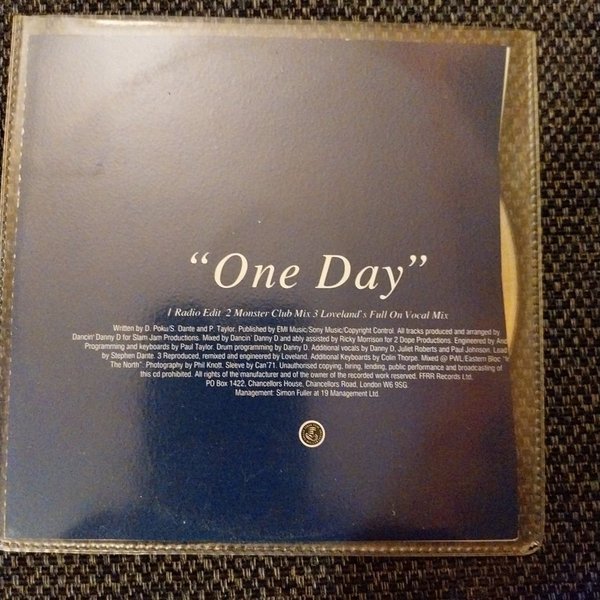 “One Day”
1 Radio Edit 2 Monster Club Mix 3 Loveland's Full On Vocal Mix
Written by D. Poku/S. Dante and P. Taylor. Published by EMI Music/Sony Music/Copyright Control. All tracks produced and arranged by
Dancin' Danny D for Slam Jam Productions. Mixed by Dancin' Danny D and ably assisted by Ricky Morrison for 2 Dope Productions. Engineered by
Programming and keyboards by Paul Taylor. Drum programming by Danny D. Additional vocals by Danny D, Juliet Roberts and Paul Johnson. Lead
by Stephen Dante. 3 Reproduced, remixed and engineered by Loveland. Additional Keyboards by Colin Thorpe. Mixed @ PWL Eastern Bloc
The North". Photography by Phil Knott. Sleeve by Can'71. Unauthorised copying, hiring, lending, public performance and broadcasting of
this cd prohibited. All rights of the manufacturer and of the owner of the recorded work reserved. FFRR Records Ltd.
PO Box 1422, Chancellors House, Chancellors Road, London W6 9SG
Management: Simon Fuller at 19 Management Ltd.